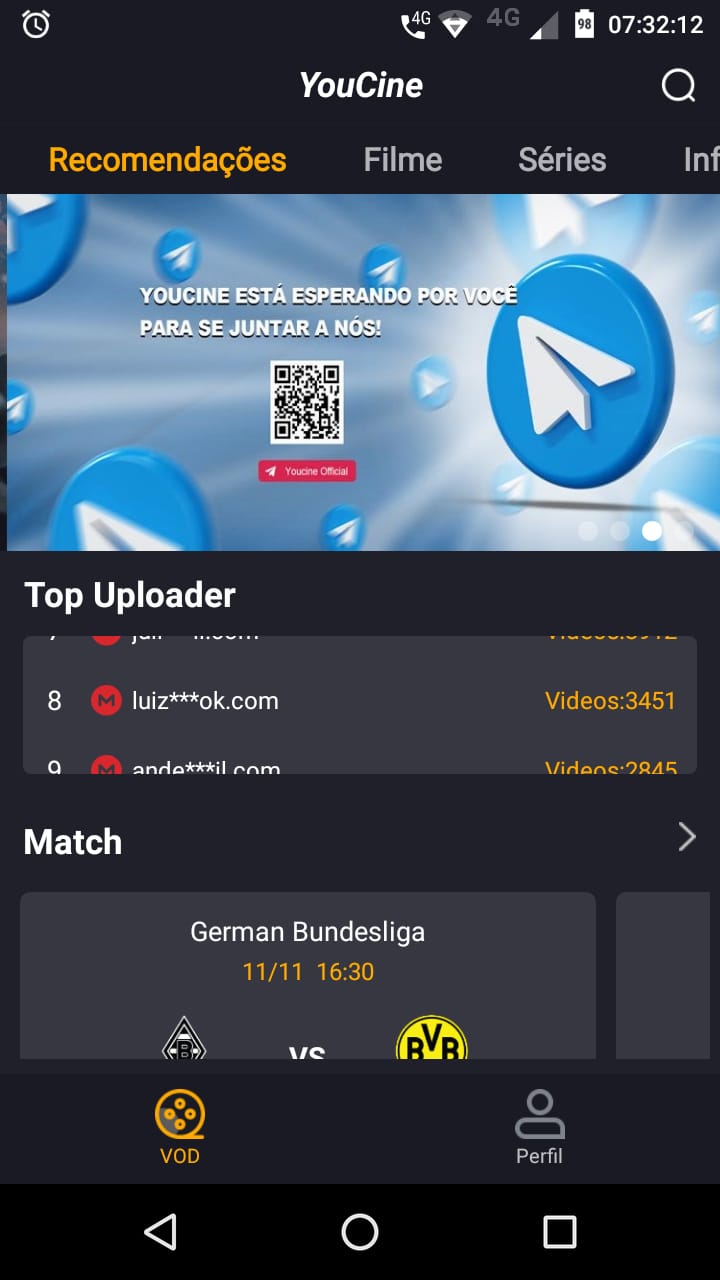 4G 4G 98 07:32:12
YouCine
Recomendações Filme Séries Inf
YOUCINE ESTÁ ESPERANDO POR VOCÊ
PARA SE JUNTAR A NÓS!
Youcine Official
Top Uploader
8 luiz***ok.com Videos:3451
9 ande***il.com Videos:2845
Match
German Bundesliga
11/11 16:30
B vs BVB
VOD Perfil